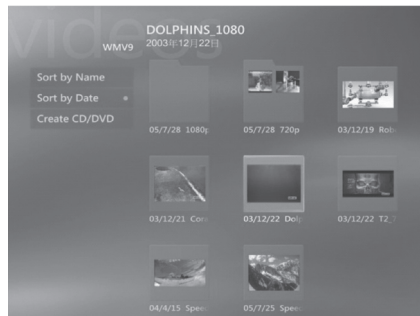 videos
DOLPHINS_1080
WMV9 2003年12月22日
Sort by Name
Sort by Date
Create CD/DVD
05/7/28 1080p
05/7/28 720p
03/12/19 Rob
03/12/21 Cor
03/12/22 Dolp
03/12/22 T2_
04/4/15 Spee
05/7/25 Spee